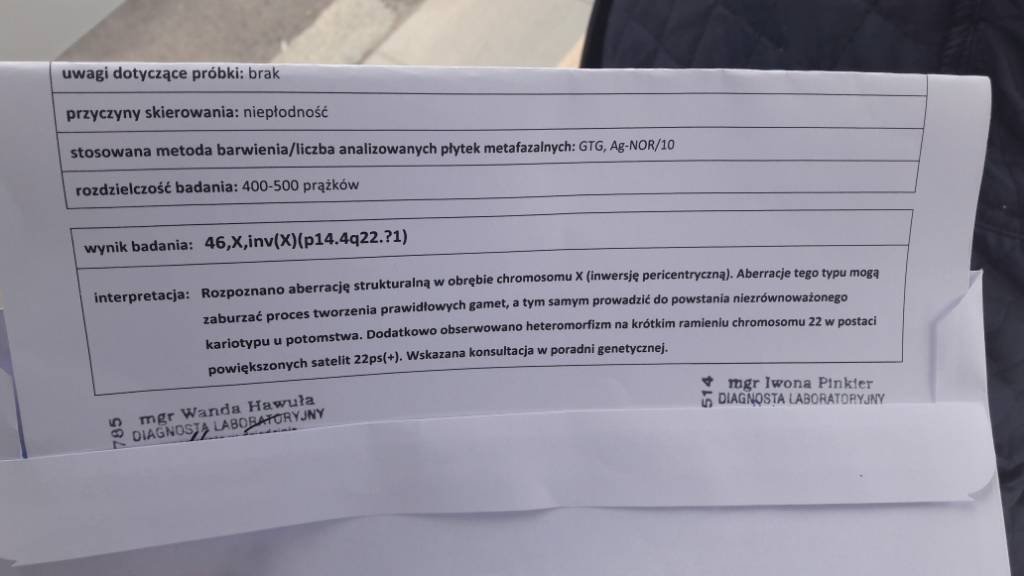 uwagi dotyczące próbki: brak
przyczyny skierowania: niepłodność
stosowana metoda barwienia/liczba analizowanych płytek metafazalnych: GTG, Ag-NOR/10
rozdzielczość badania: 400-500 prążków
wynik badania: 46,X,inv(X)(p14.4q22.?1)
interpretacja: Rozpoznano aberrację strukturalną w obrębie chromosomu X (inwersję pericentryczną). Aberracje tego typu mogą
zaburzać proces tworzenia prawidłowych gamet, a tym samym prowadzić do powstania niezrównoważonego
kariotypu u potomstwa. Dodatkowo obserwowano heteromorfizm na krótkim ramieniu chromosomu 22 w postaci
powiększonych satelit 22ps(+). Wskazana konsultacja w poradni genetycznej.
785 mgr Wanda Hawuła
DIAGNOSTA LABORATORYJNY
514 mgr Iwona Pinkier
DIAGNOSTA LABORATORYJNY